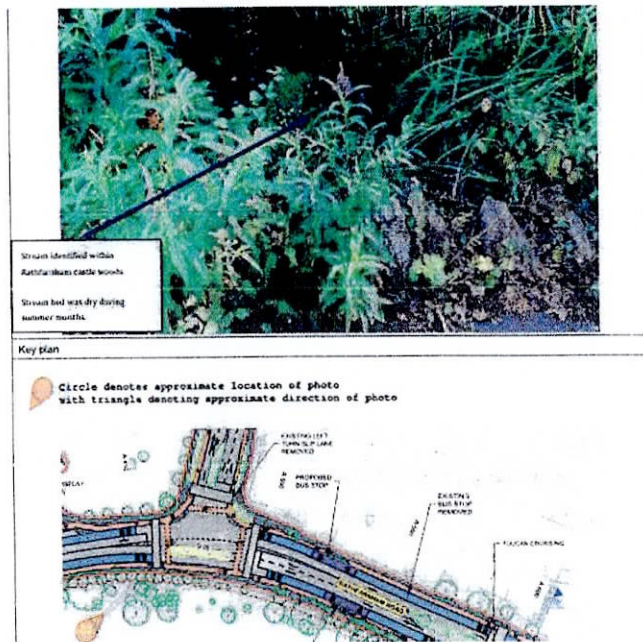 Stream identified within
Rathfarnham castle woods
Stream bed was dry during
summer months.
Key plan
Circle denotes approximate location of photo
with triangle denoting approximate direction of photo
EXISTING LEFT
TURN SLIP LANE
REMOVED
PROPOSED
BUS STOP
EXISTING
BUS STOP
REMOVED
TOUCAN CROSSING